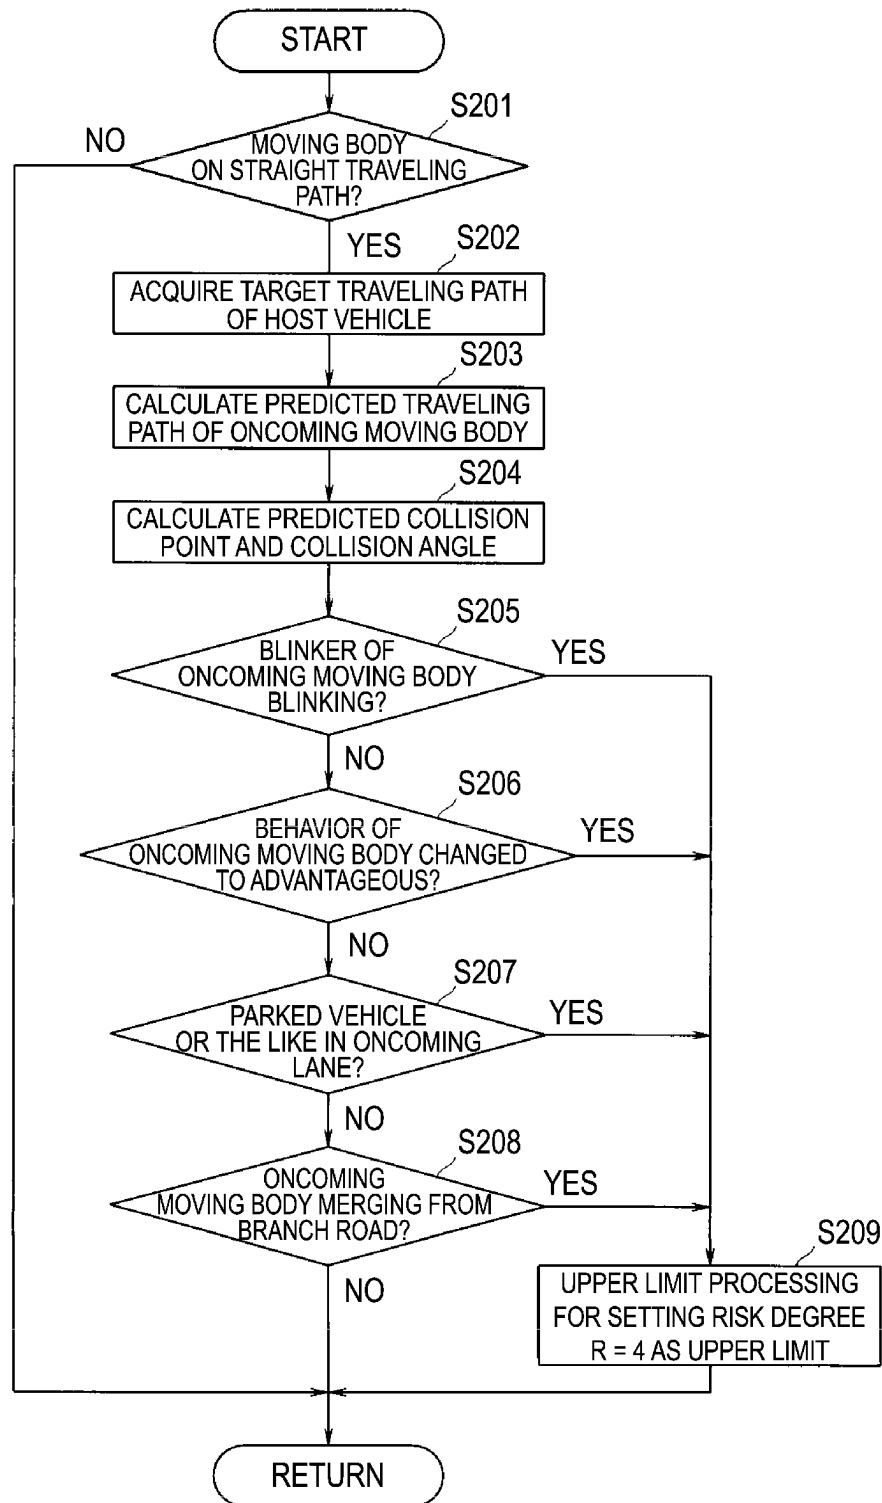 START
S201
NO
MOVING BODY
ON STRAIGHT TRAVELING
PATH?
YES
S202
ACQUIRE TARGET TRAVELING PATH
OF HOST VEHICLE
S203
CALCULATE PREDICTED TRAVELING
PATH OF ONCOMING MOVING BODY
S204
CALCULATE PREDICTED COLLISION
POINT AND COLLISION ANGLE
S205
BLINKER OF
ONCOMING MOVING BODY
BLINKING?
YES
NO
S206
BEHAVIOR OF
ONCOMING MOVING BODY CHANGED
TO ADVANTAGEOUS?
YES
NO
S207
PARKED VEHICLE
OR THE LIKE IN ONCOMING
LANE?
YES
NO
S208
ONCOMING
MOVING BODY MERGING FROM
BRANCH ROAD?
YES
NO
S209
UPPER LIMIT PROCESSING
FOR SETTING RISK DEGREE
R = 4 AS UPPER LIMIT
RETURN